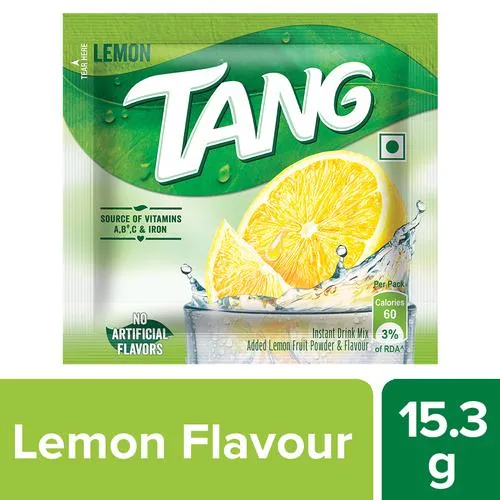 TEAR HERE
LEMON
TANG
SOURCE OF VITAMINS
A,B*,C & IRON
NO
ARTIFICIAL
FLAVORS
Per Pack
Calories
60
3%
of RDA^
Instant Drink Mix
Added Lemon Fruit Powder & Flavour
Lemon Flavour
15.3
g